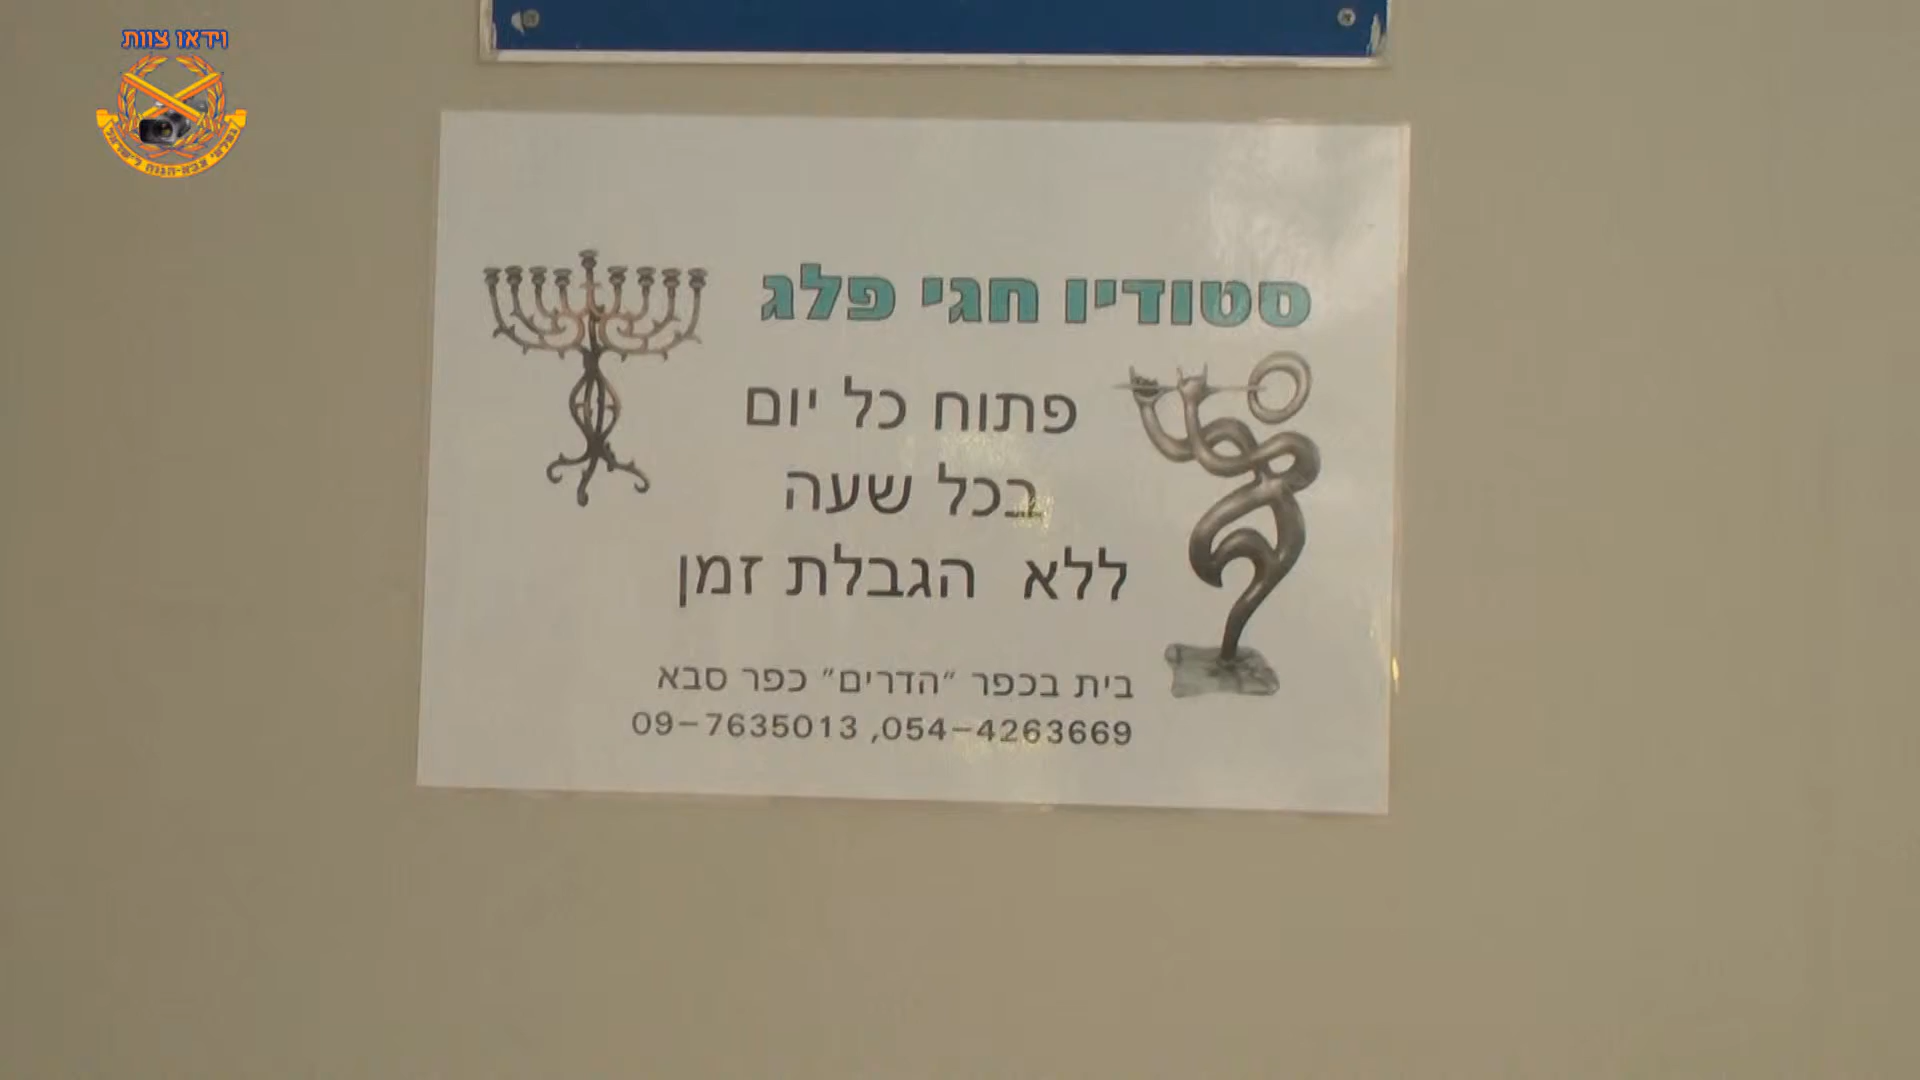 וידאו צוות
סטודיו חגי פלג
פתוח כל יום
בכל שעה
ללא הגבלת זמן
בית בכפר "הדרים" כפר סבא
09-7635013 ,054-4263669